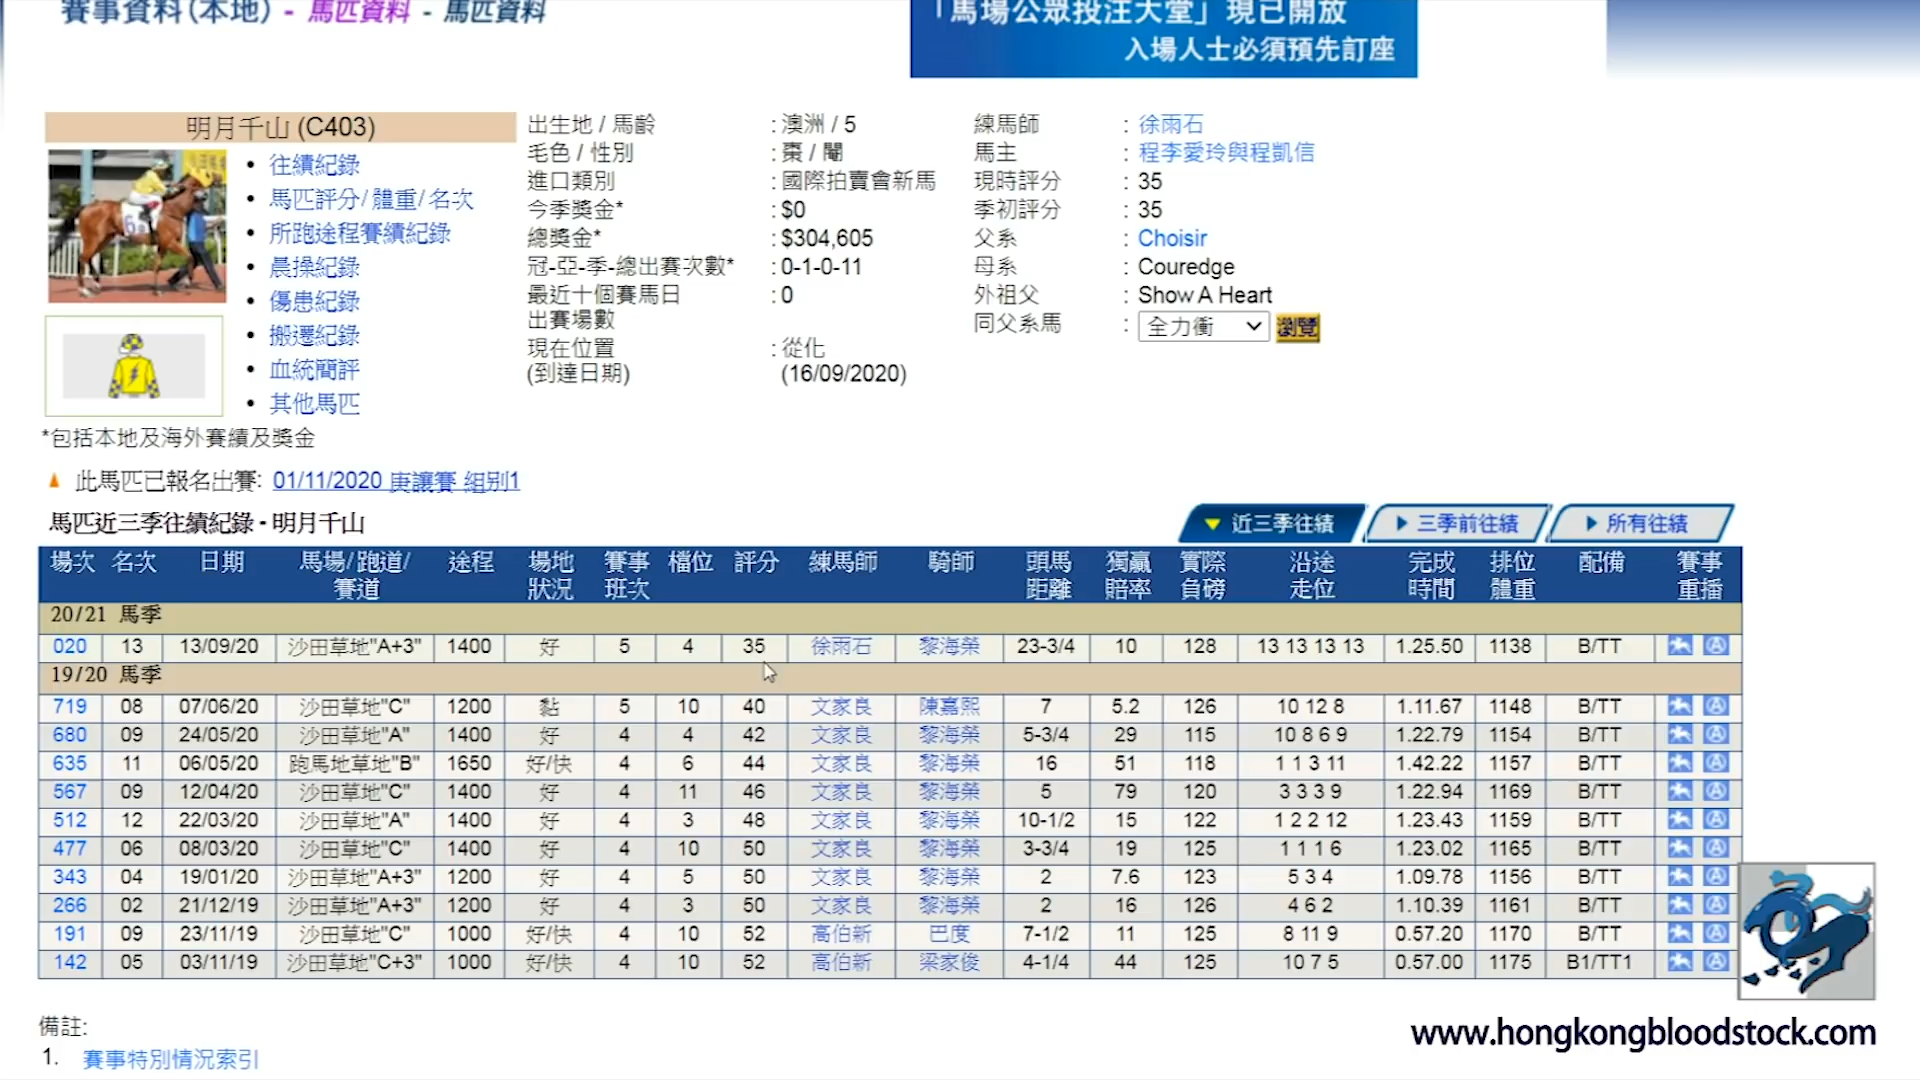 賽事資料(本地) - 馬匹資料 - 馬匹資料
「馬場公眾投注大堂」現已開放
入場人士必須預先訂座
明月千山 (C403)
• 往績紀錄
• 馬匹評分/體重/名次
• 所跑途程賽績紀錄
• 晨操紀錄
• 傷患紀錄
• 搬遷紀錄
• 血統簡評
• 其他馬匹
出生地 / 馬齡 : 澳洲 / 5
毛色 / 性別 : 棗 / 閹
進口類別 : 國際拍賣會新馬
今季獎金* : $0
總獎金* : $304,605
冠-亞-季-總出賽次數* : 0-1-0-11
最近十個賽馬日 : 0
出賽場數
現在位置 : 從化
(到達日期) (16/09/2020)
練馬師 : 徐雨石
馬主 : 程李愛玲與程凱信
現時評分 : 35
季初評分 : 35
父系 : Choisir
母系 : Couredge
外祖父 : Show A Heart
同父系馬 : 全力衝 瀏覽
*包括本地及海外賽績及獎金
此馬匹已報名出賽: 01/11/2020 庚讓賽 組別1
馬匹近三季往績紀錄 - 明月千山
近三季往績 三季前往績 所有往績
場次 名次 日期 馬場/跑道/ 途程 場地 賽事 檔位 評分 練馬師 騎師 頭馬 獨贏 實際 沿途 完成 排位 配備 賽事
賽道 狀況 班次 距離 賠率 負磅 走位 時間 體重 重播
20/21 馬季
020 13 13/09/20 沙田草地"A+3" 1400 好 5 4 35 徐雨石 黎海榮 23-3/4 10 128 13 13 13 13 1.25.50 1138 B/TT
19/20 馬季
719 08 07/06/20 沙田草地"C" 1200 黏 5 10 40 文家良 陳嘉熙 7 5.2 126 10 12 8 1.11.67 1148 B/TT
680 09 24/05/20 沙田草地"A" 1400 好 4 4 42 文家良 黎海榮 5-3/4 29 115 10 8 6 9 1.22.79 1154 B/TT
635 11 06/05/20 跑馬地草地"B" 1650 好/快 4 6 44 文家良 黎海榮 16 51 118 1 1 3 11 1.42.22 1157 B/TT
567 09 12/04/20 沙田草地"C" 1400 好 4 11 46 文家良 黎海榮 5 79 120 3 3 3 9 1.22.94 1169 B/TT
512 12 22/03/20 沙田草地"A" 1400 好 4 3 48 文家良 黎海榮 10-1/2 15 122 1 2 2 12 1.23.43 1159 B/TT
477 06 08/03/20 沙田草地"C" 1400 好 4 10 50 文家良 黎海榮 3-3/4 19 125 1 1 1 6 1.23.02 1165 B/TT
343 04 19/01/20 沙田草地"A+3" 1200 好 4 5 50 文家良 黎海榮 2 7.6 123 5 3 4 1.09.78 1156 B/TT
266 02 21/12/19 沙田草地"A+3" 1200 好 4 3 50 文家良 黎海榮 2 16 126 4 6 2 1.10.39 1161 B/TT
191 09 23/11/19 沙田草地"C" 1000 好/快 4 10 52 高伯新 巴度 7-1/2 11 125 8 11 9 0.57.20 1170 B/TT
142 05 03/11/19 沙田草地"C+3" 1000 好/快 4 10 52 高伯新 梁家俊 4-1/4 44 125 10 7 5 0.57.00 1175 B1/TT1
www.hongkongbloodstock.com
備註:
1. 賽事特別情況索引